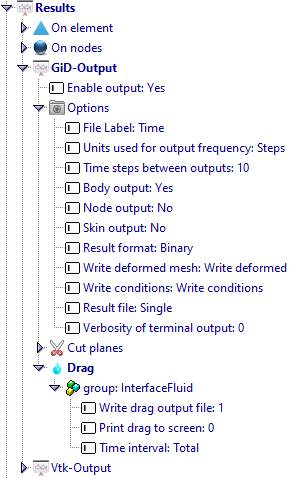 Results
On element
On nodes
GiD-Output
Enable output: Yes
Options
File Label: Time
Units used for output frequency: Steps
Time steps between outputs: 10
Body output: Yes
Node output: No
Skin output: No
Result format: Binary
Write deformed mesh: Write deformed
Write conditions: Write conditions
Result file: Single
Verbosity of terminal output: 0
Cut planes
Drag
group: InterfaceFluid
Write drag output file: 1
Print drag to screen: 0
Time interval: Total
Vtk-Output